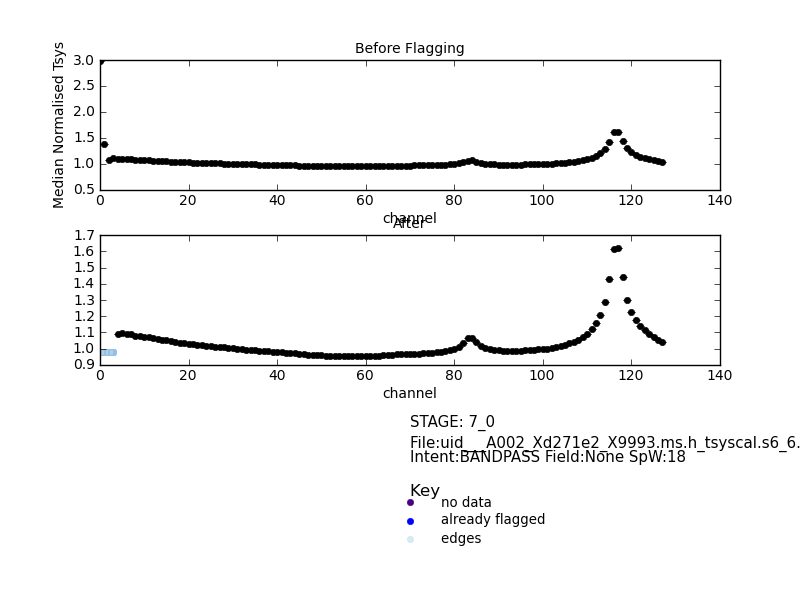 Before Flagging
Median Normalised Tsys
3.0
2.5
2.0
1.5
1.0
0.5
0 20 40 60 80 100 120 140
channel
After
1.7
1.6
1.5
1.4
1.3
1.2
1.1
1.0
0.9
0 20 40 60 80 100 120 140
channel
STAGE: 7_0
File:uid___A002_Xd271e2_X9993.ms.h_tsyscal.s6_6.
Intent:BANDPASS Field:None SpW:18
Key
no data
already flagged
edges